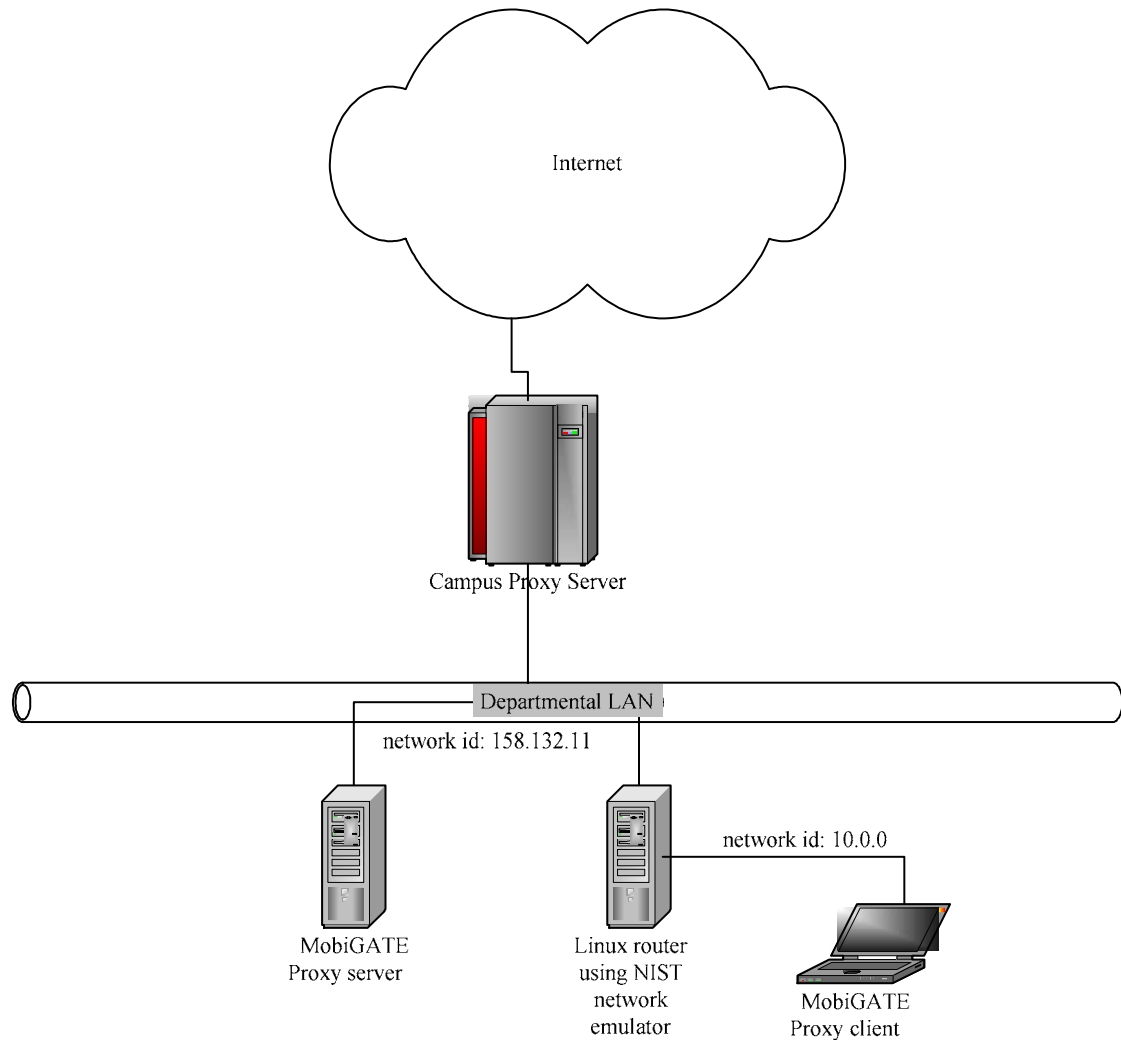 Internet
Campus Proxy Server
Departmental LAN
network id: 158.132.11
network id: 10.0.0
MobiGATE
Proxy server
Linux router
using NIST
network
emulator
MobiGATE
Proxy client